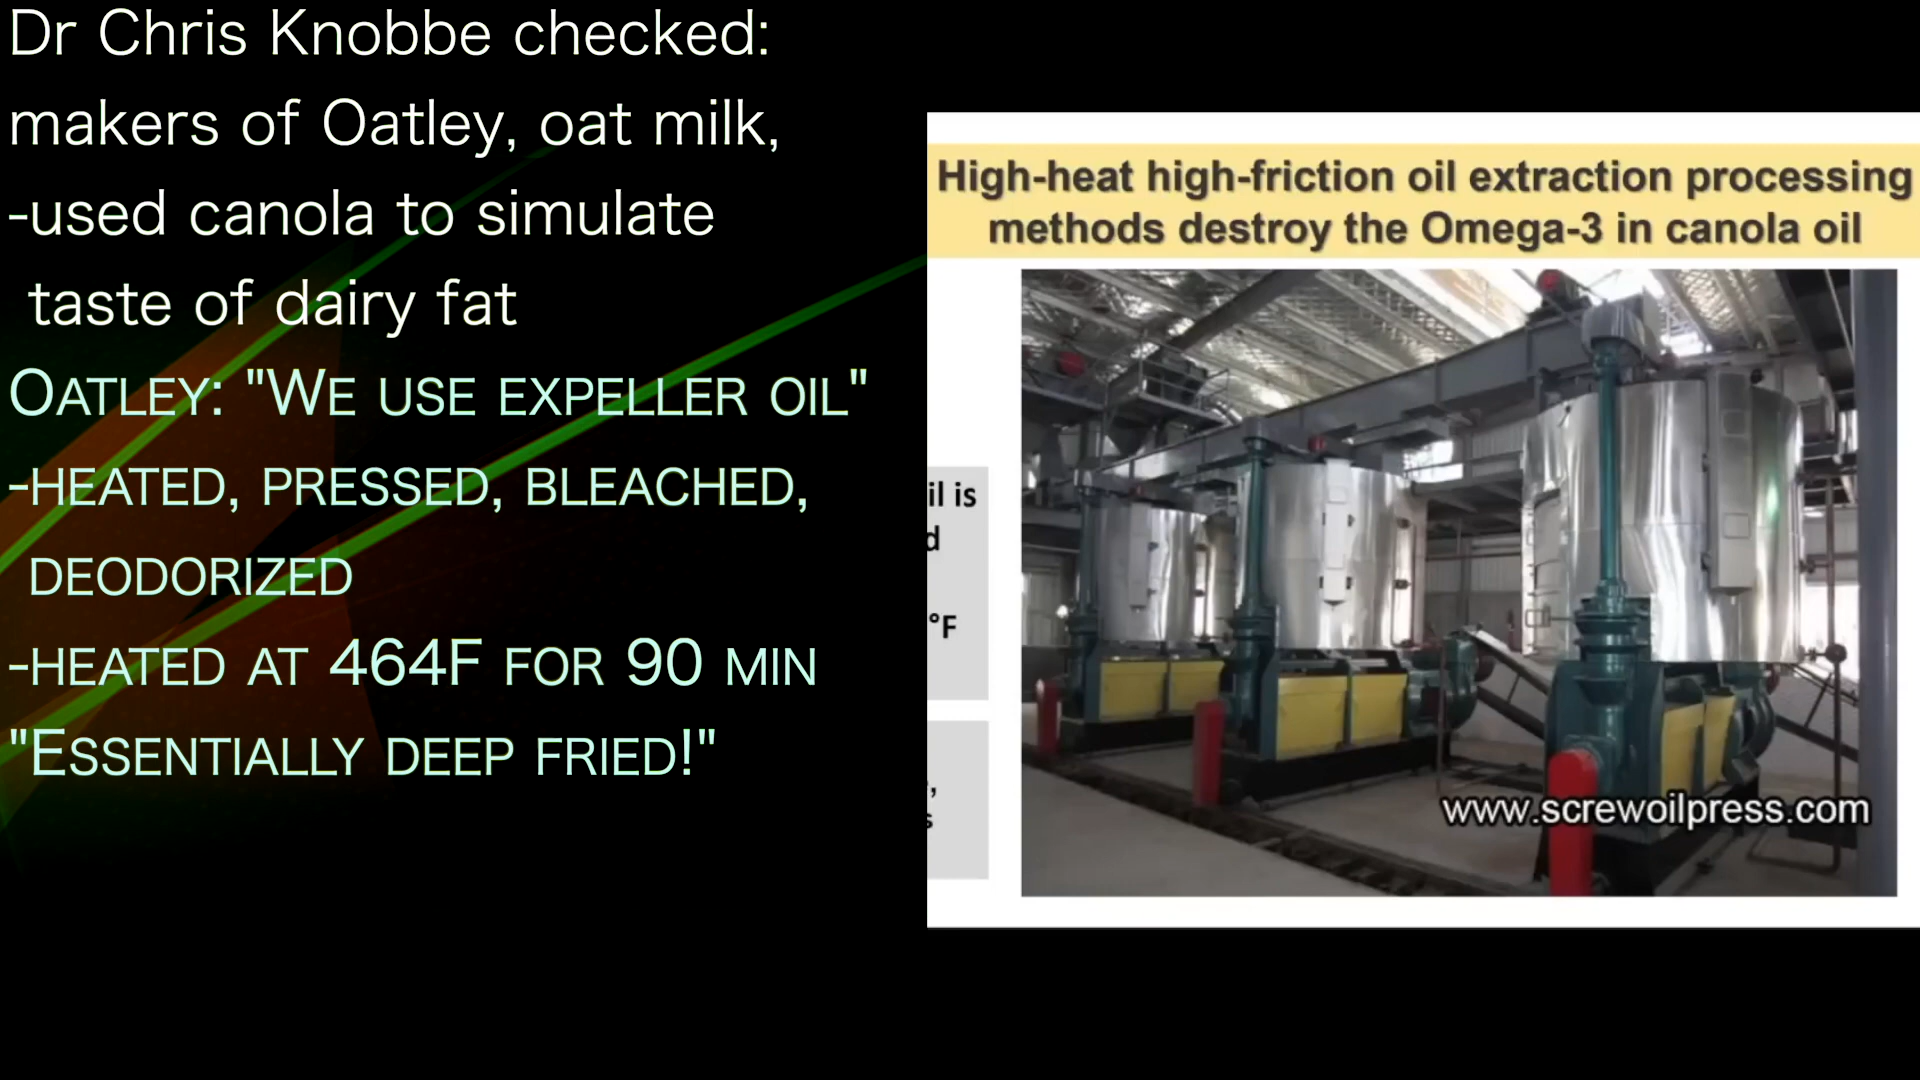 Dr Chris Knobbe checked:
makers of Oatley, oat milk,
-used canola to simulate
taste of dairy fat
OATLEY: "WE USE EXPELLER OIL"
-HEATED, PRESSED, BLEACHED,
DEODORIZED
-HEATED AT 464F FOR 90 MIN
"ESSENTIALLY DEEP FRIED!"
High-heat high-friction oil extraction processing
methods destroy the Omega-3 in canola oil
il is
d
°F
,
s
www.screwoilpress.com